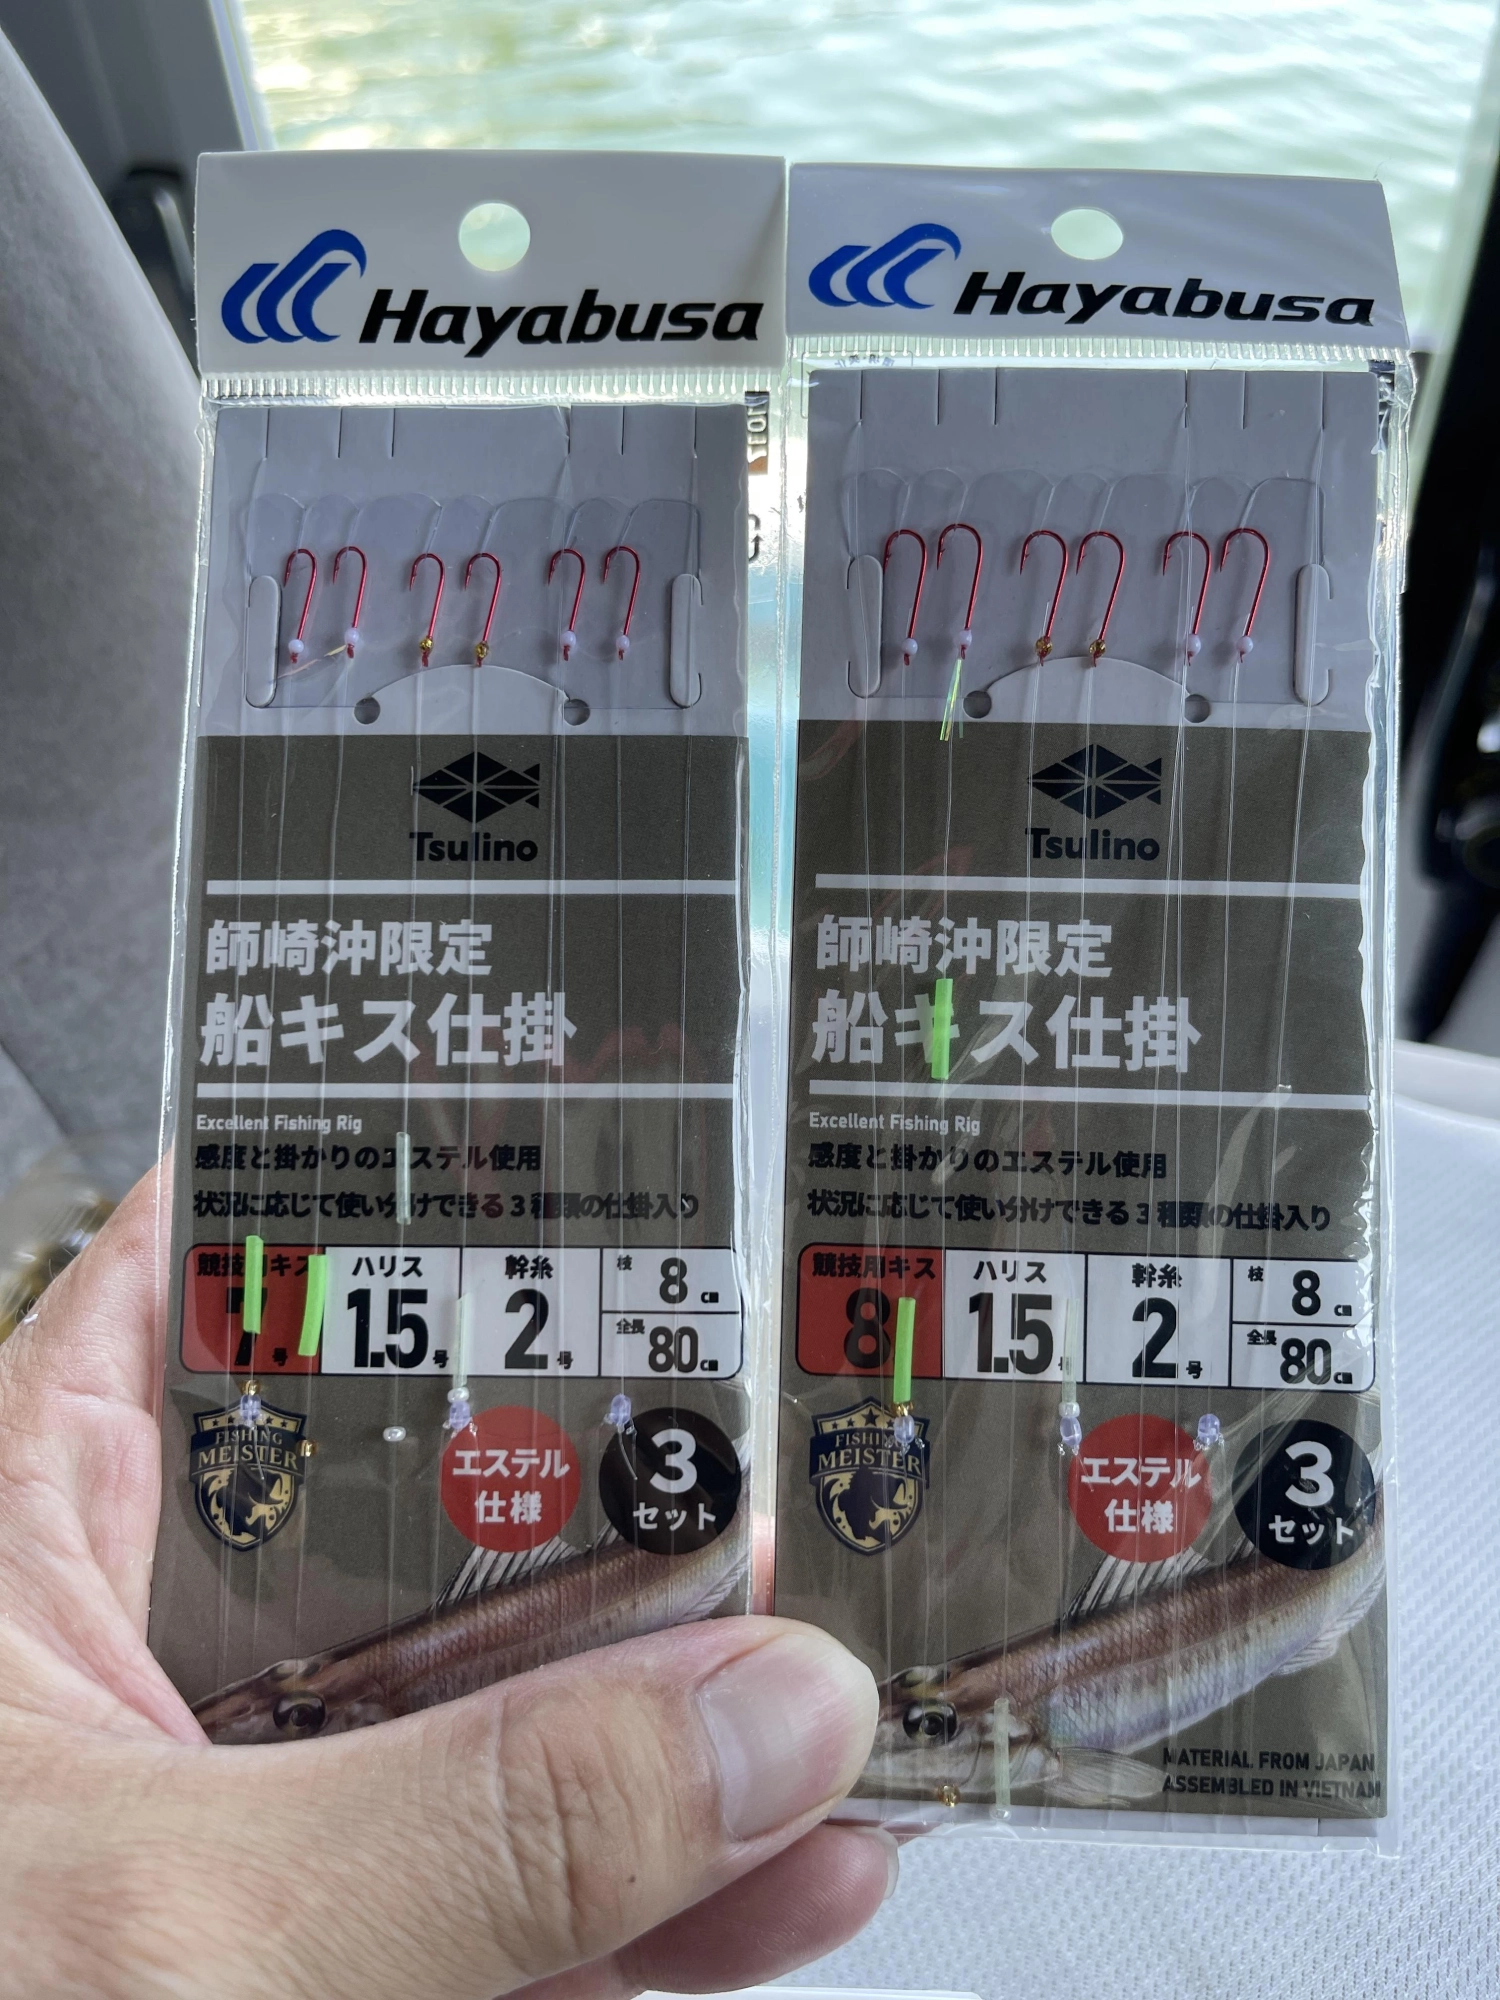 Hayabusa
Tsulino
師崎沖限定
船キス仕掛
Excellent Fishing Rig
感度と掛かりのエステル使用
状況に応じて使い分けできる3種類の仕掛入り
競技用キス
7号
ハリス
1.5号
幹糸
2号
枝
8cm
全長
80cm
FISHING
MEISTER
エステル
仕様
3
セット
Hayabusa
Tsulino
師崎沖限定
船キス仕掛
Excellent Fishing Rig
感度と掛かりのエステル使用
状況に応じて使い分けできる3種類の仕掛入り
競技用キス
8
ハリス
1.5号
幹糸
2号
枝
8cm
全長
80cm
FISHING
MEISTER
エステル
仕様
3
セット
MATERIAL FROM JAPAN
ASSEMBLED IN VIETNAM